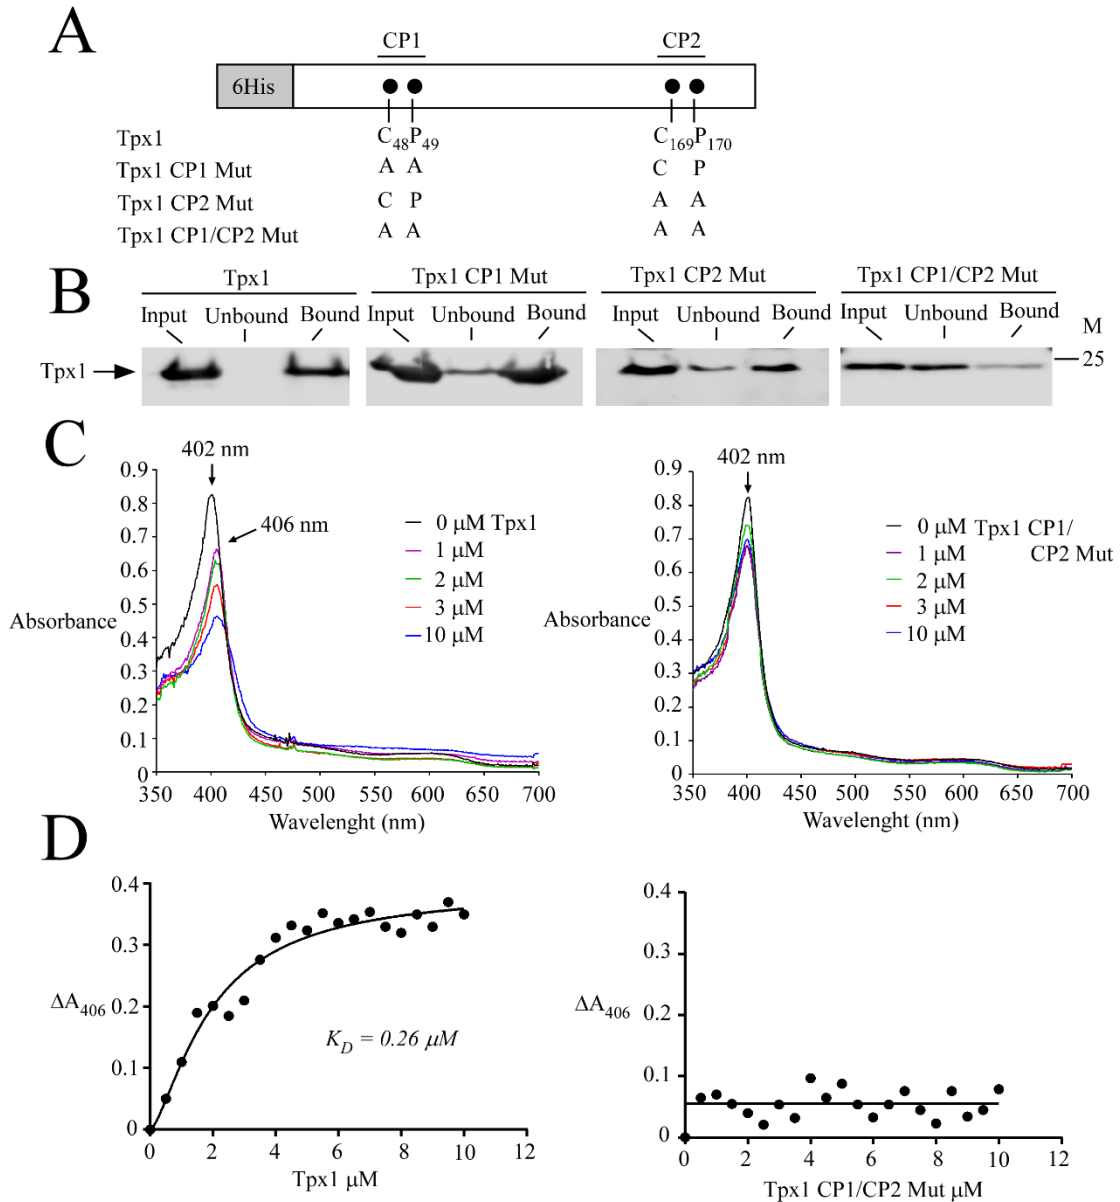 A
CP1 CP2
6His
Tpx1 C48P49 C169P170
Tpx1 CP1 Mut A A C P
Tpx1 CP2 Mut C P A A
Tpx1 CP1/CP2 Mut A A A A
B
Tpx1 Tpx1 CP1 Mut Tpx1 CP2 Mut Tpx1 CP1/CP2 Mut
Input Unbound Bound Input Unbound Bound Input Unbound Bound Input Unbound Bound M
Tpx1 25
C
402 nm
406 nm
0 μM Tpx1
1 μM
2 μM
3 μM
10 μM
Absorbance
0.9
0.8
0.7
0.6
0.5
0.4
0.3
0.2
0.1
0
350 400 450 500 550 600 650 700
Wavelenght (nm)
402 nm
0 μM Tpx1 CP1/
1 μM CP2 Mut
2 μM
3 μM
10 μM
Absorbance
0.9
0.8
0.7
0.6
0.5
0.4
0.3
0.2
0.1
0
350 400 450 500 550 600 650 700
Wavelenght (nm)
D
0.4
0.3
0.2
0.1
0
ΔA406
KD = 0.26 μM
0 2 4 6 8 10 12
Tpx1 μM
0.4
0.3
0.2
0.1
0
ΔA406
0 2 4 6 8 10 12
Tpx1 CP1/CP2 Mut μM